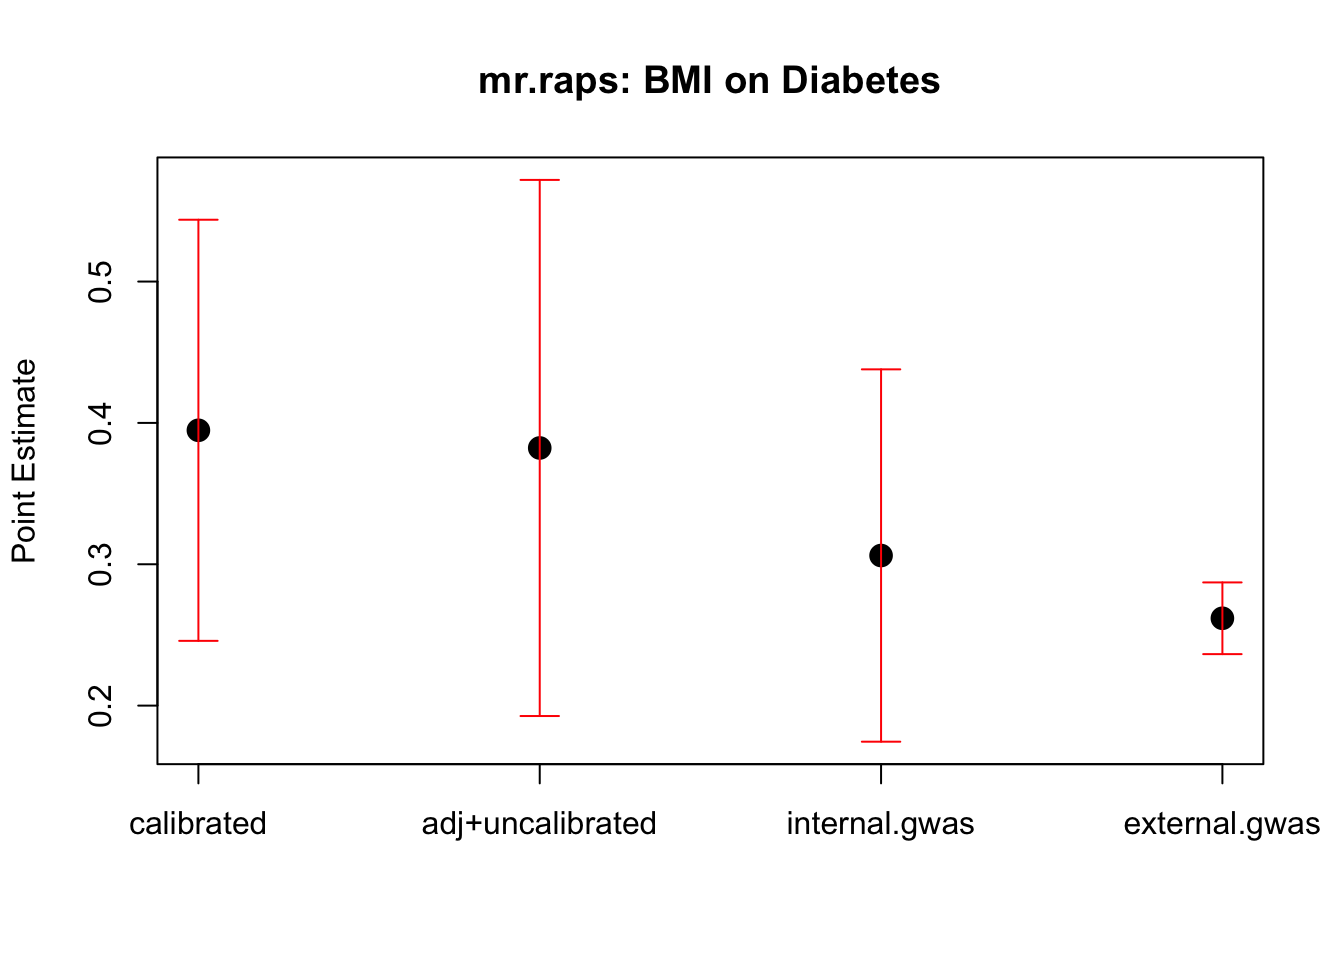 mr.raps: BMI on Diabetes
Point Estimate
0.5
0.4
0.3
0.2
calibrated
adj+uncalibrated
internal.gwas
external.gwas